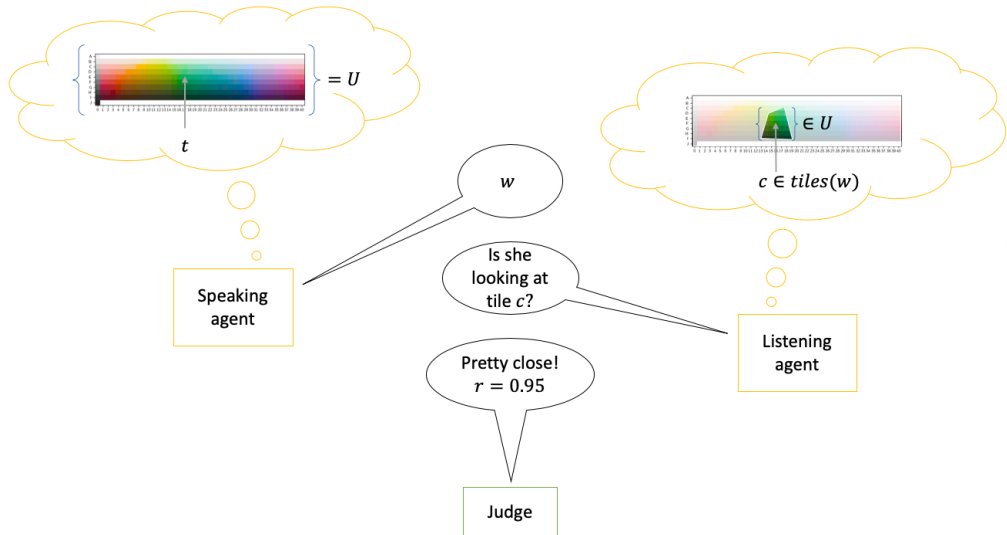 = U
t
∈ U
c ∈ tiles(w)
w
Is she
looking at
tile c?
Speaking
agent
Listening
agent
Pretty close!
r = 0.95
Judge